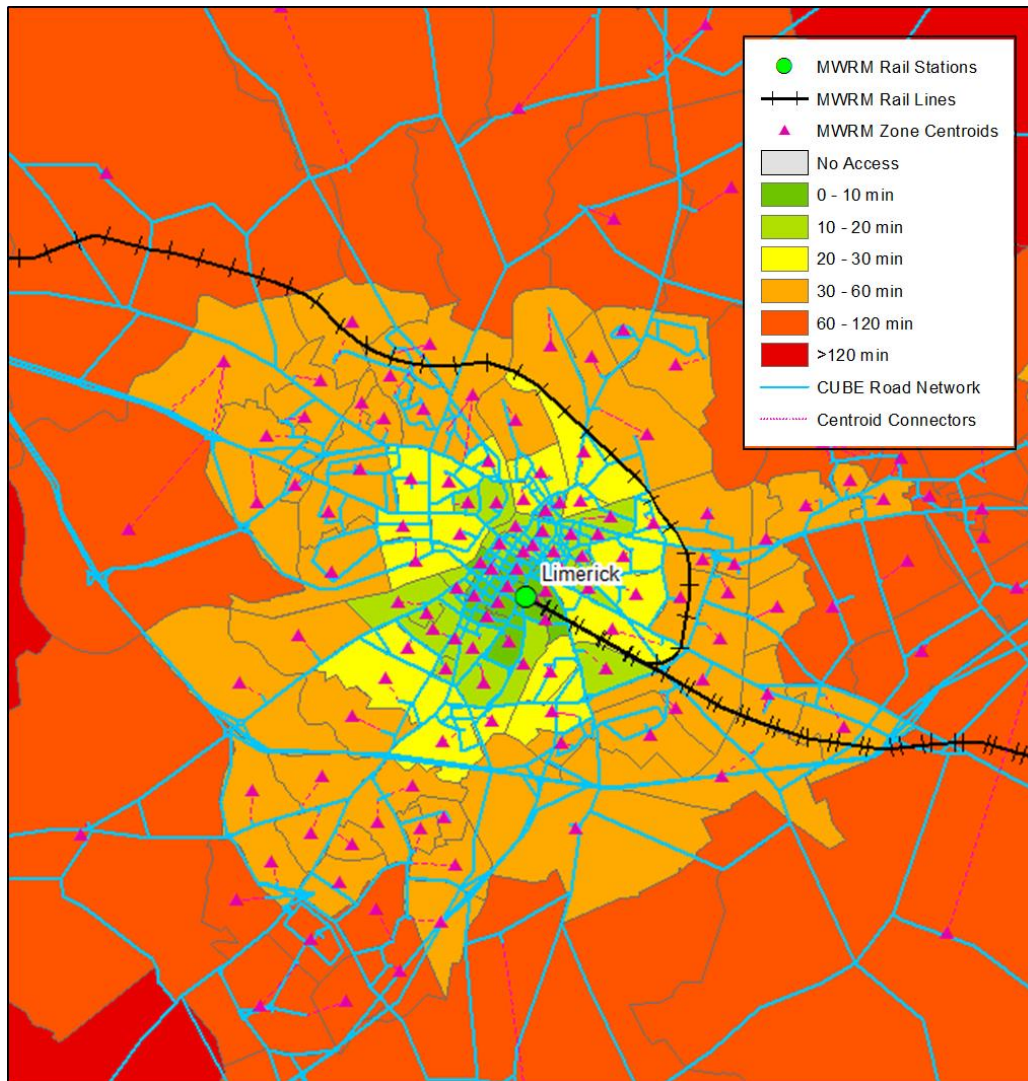 MWRM Rail Stations
MWRM Rail Lines
MWRM Zone Centroids
No Access
0 - 10 min
10 - 20 min
20 - 30 min
30 - 60 min
60 - 120 min
>120 min
CUBE Road Network
Centroid Connectors
Limerick